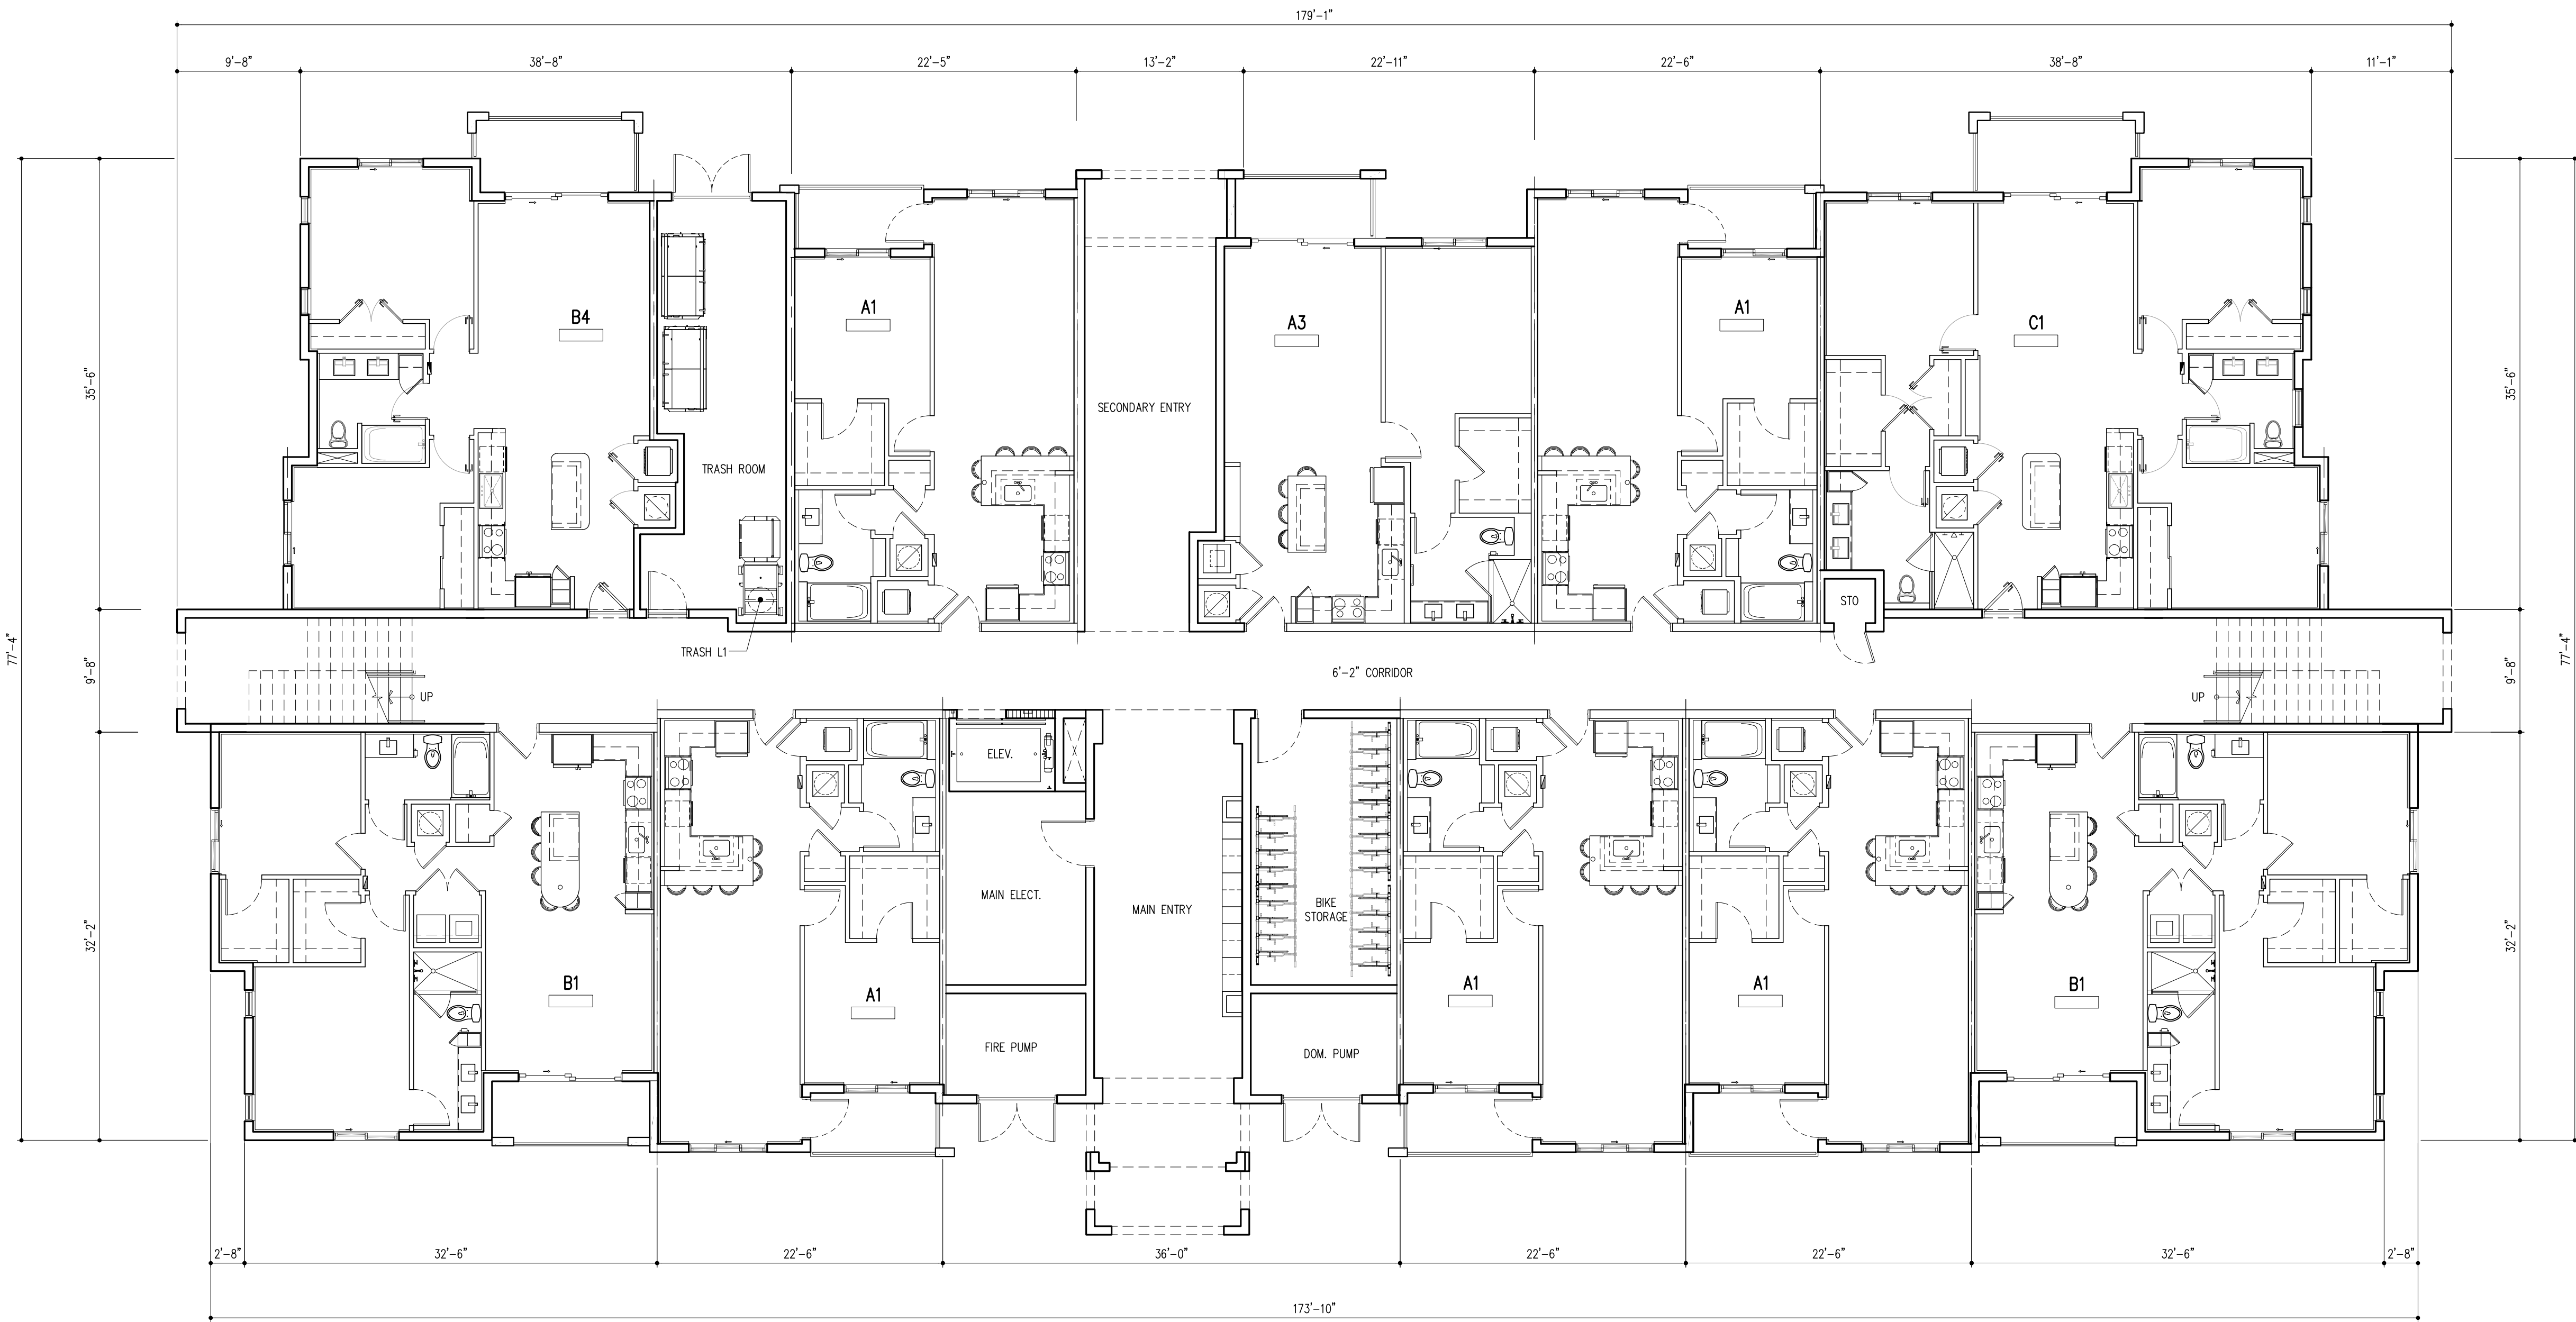 179'-1"
9'-8"
38'-8"
22'-5"
13'-2"
22'-11"
22'-6"
38'-8"
11'-1"
B4
A1
A3
A1
C1
35'-6"
35'-6"
SECONDARY ENTRY
TRASH ROOM
STO
TRASH L1
77'-4"
9'-8"
6'-2" CORRIDOR
9'-8"
77'-4"
UP
UP
ELEV.
MAIN ELECT.
MAIN ENTRY
BIKE
STORAGE
32'-2"
32'-2"
B1
A1
A1
A1
B1
FIRE PUMP
DOM. PUMP
2'-8"
32'-6"
22'-6"
36'-0"
22'-6"
22'-6"
32'-6"
2'-8"
173'-10"